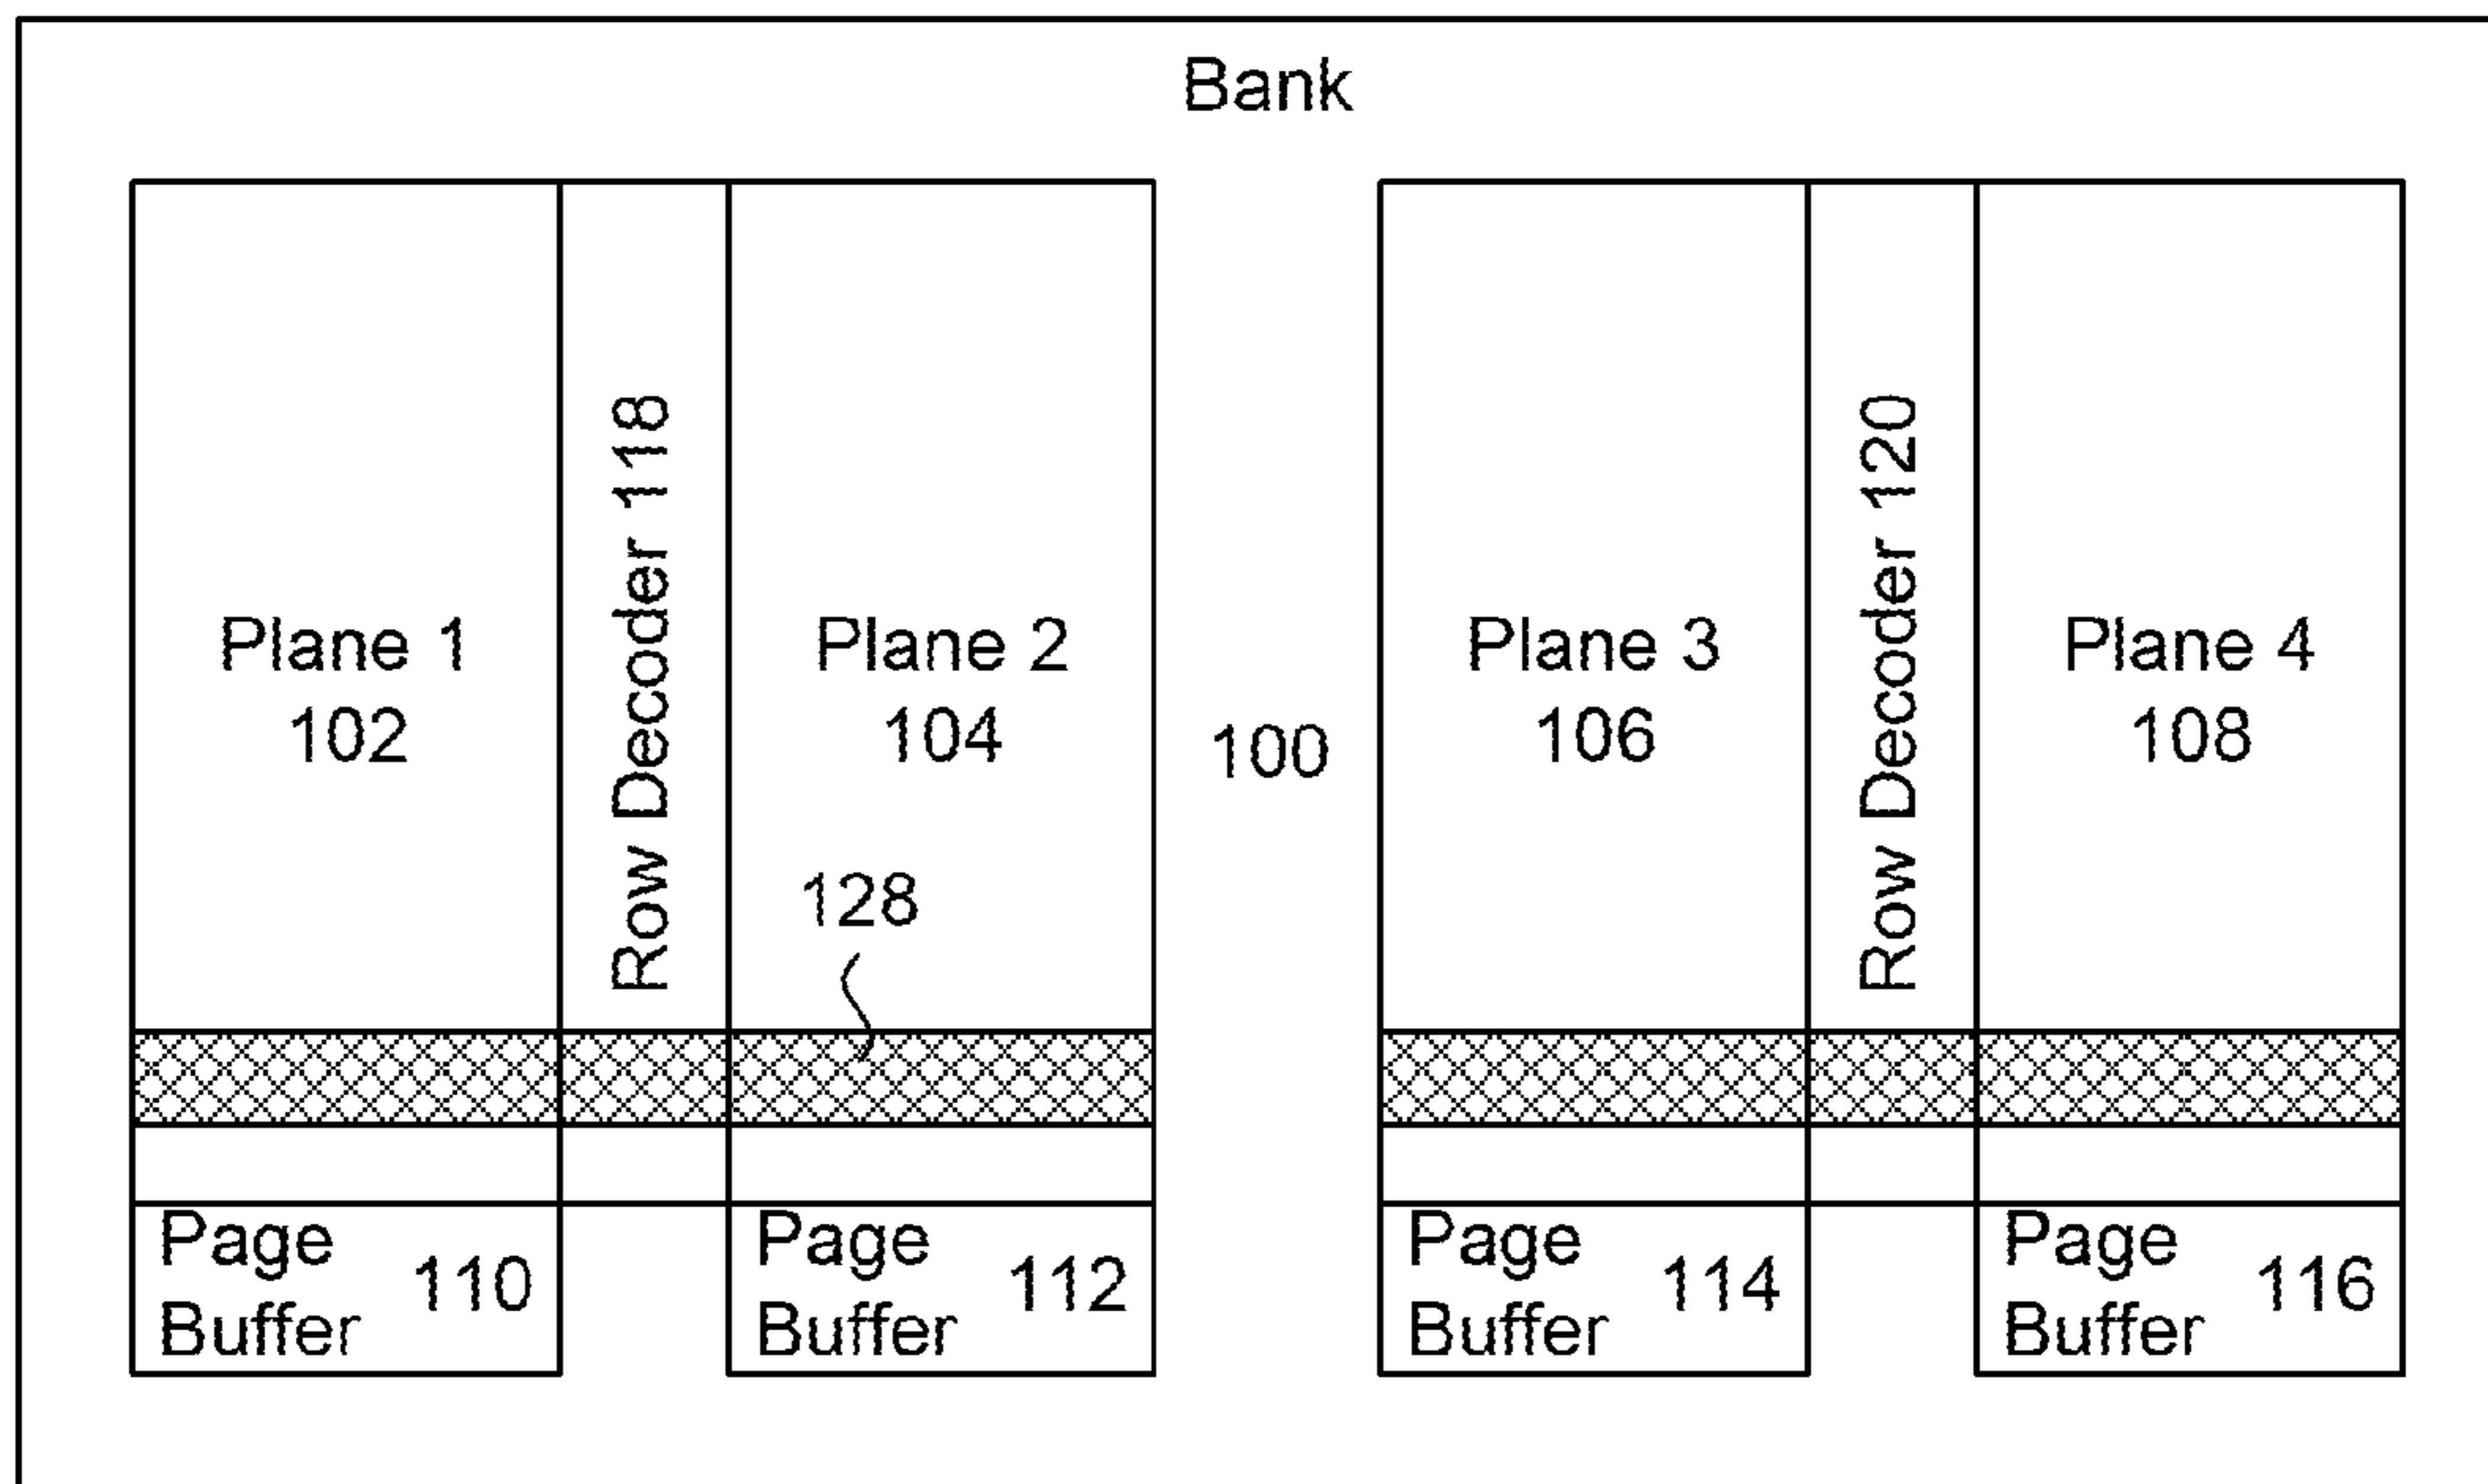 Bank
Plane 1
102
Row Decoder 118
Plane 2
104
128
100
Plane 3
106
Row Decoder 120
Plane 4
108
Page
Buffer
110
Page
Buffer
112
Page
Buffer
114
Page
Buffer
116